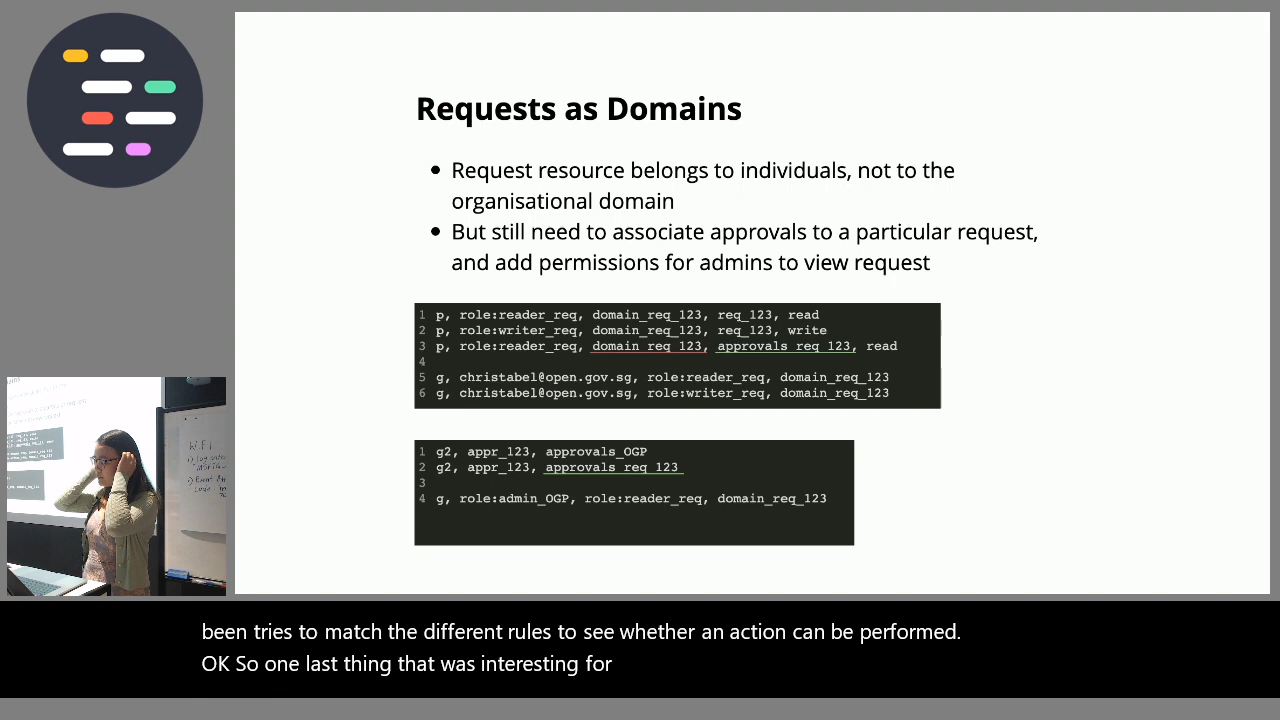 Requests as Domains
• Request resource belongs to individuals, not to the
organisational domain
• But still need to associate approvals to a particular request,
and add permissions for admins to view request
1 p, role:reader_req, domain_req_123, req_123, read
2 p, role:writer_req, domain_req_123, req_123, write
3 p, role:reader_req, domain_req_123, approvals_req_123, read
4
5 g, christabel@open.gov.sg, role:reader_req, domain_req_123
6 g, christabel@open.gov.sg, role:writer_req, domain_req_123
1 g2, appr_123, approvals_OGP
2 g2, appr_123, approvals_req_123
3
4 g, role:admin_OGP, role:reader_req, domain_req_123
WIFI
been tries to match the different rules to see whether an action can be performed.
OK So one last thing that was interesting for